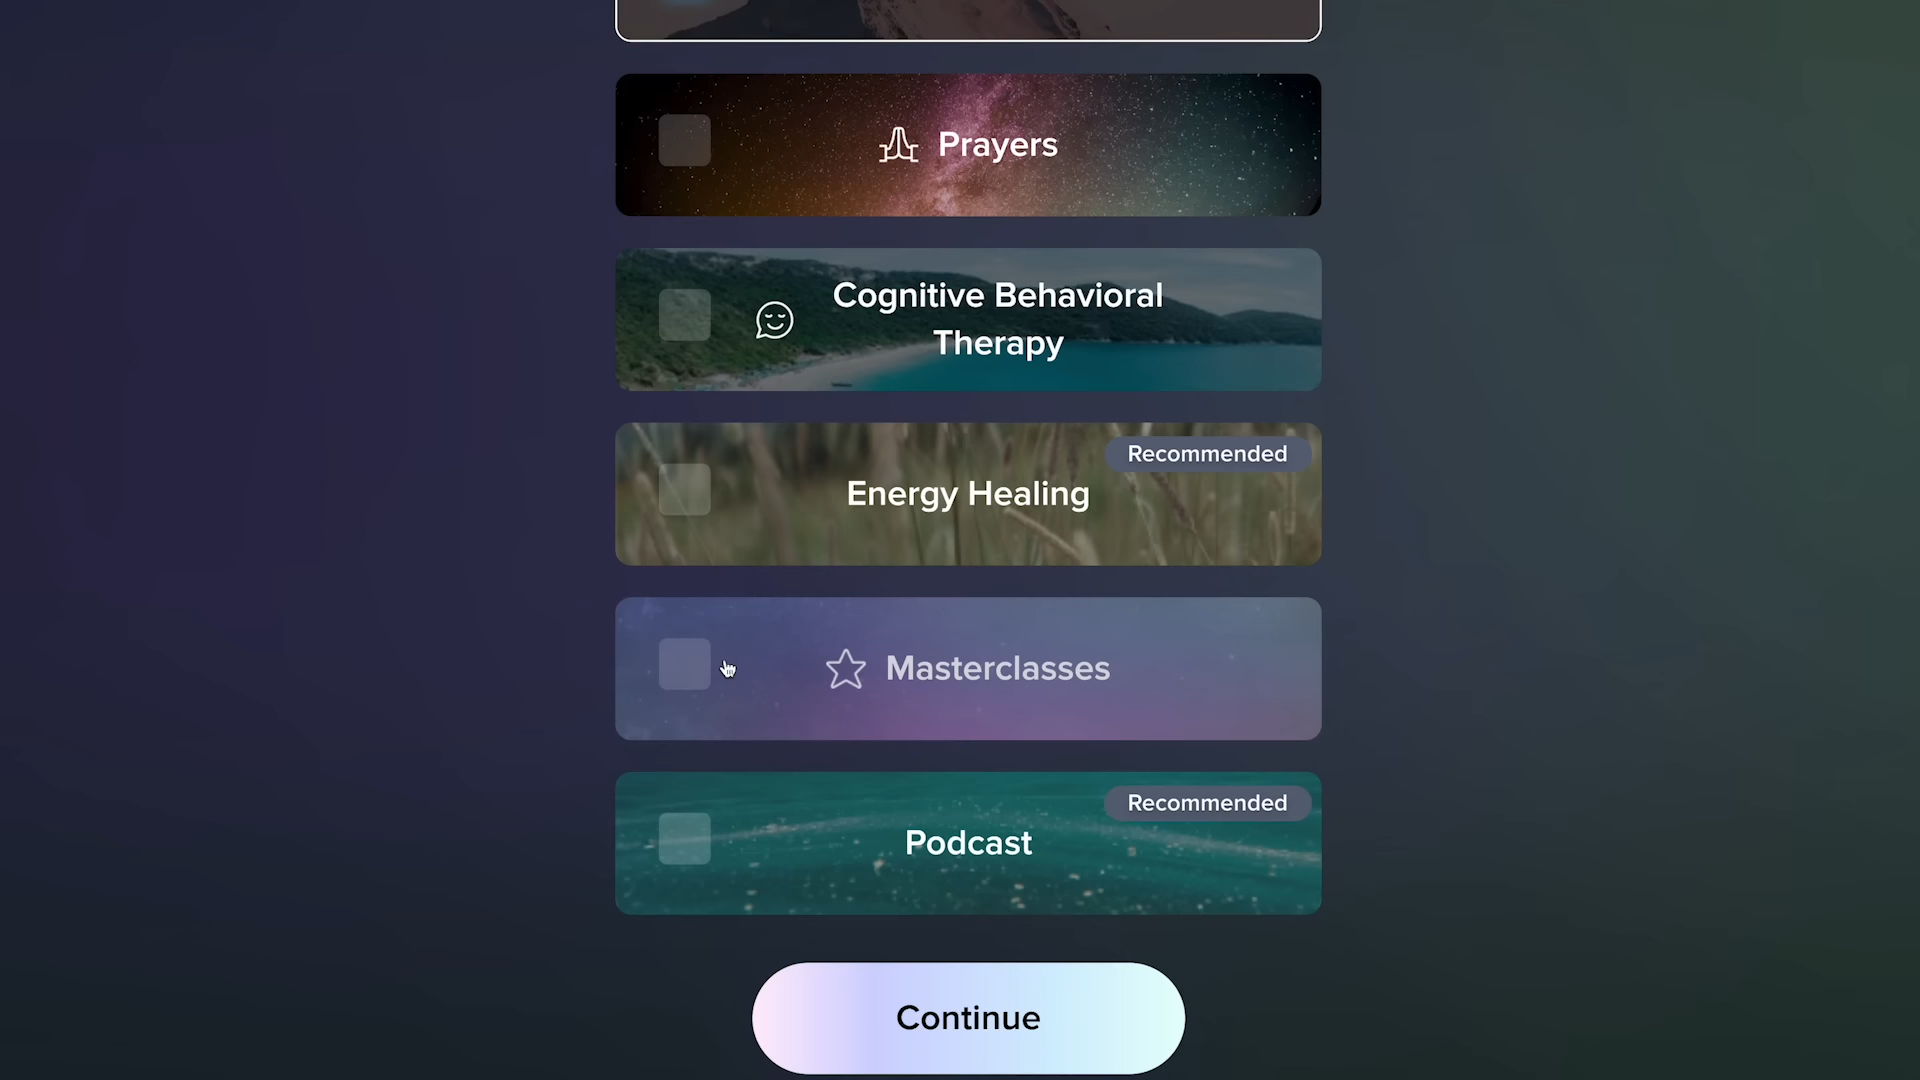 Prayers
Cognitive Behavioral
Therapy
Recommended
Energy Healing
Masterclasses
Recommended
Podcast
Continue